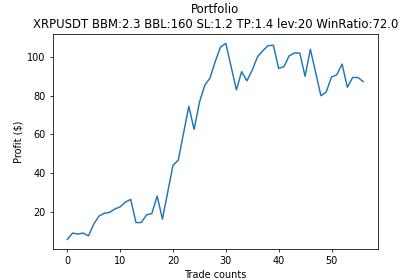 Portfolio
XRPUSDT BBM:2.3 BBL:160 SL:1.2 TP:1.4 lev:20 WinRatio:72.0
Profit ($)
100
80
60
40
20
0 10 20 30 40 50
Trade counts